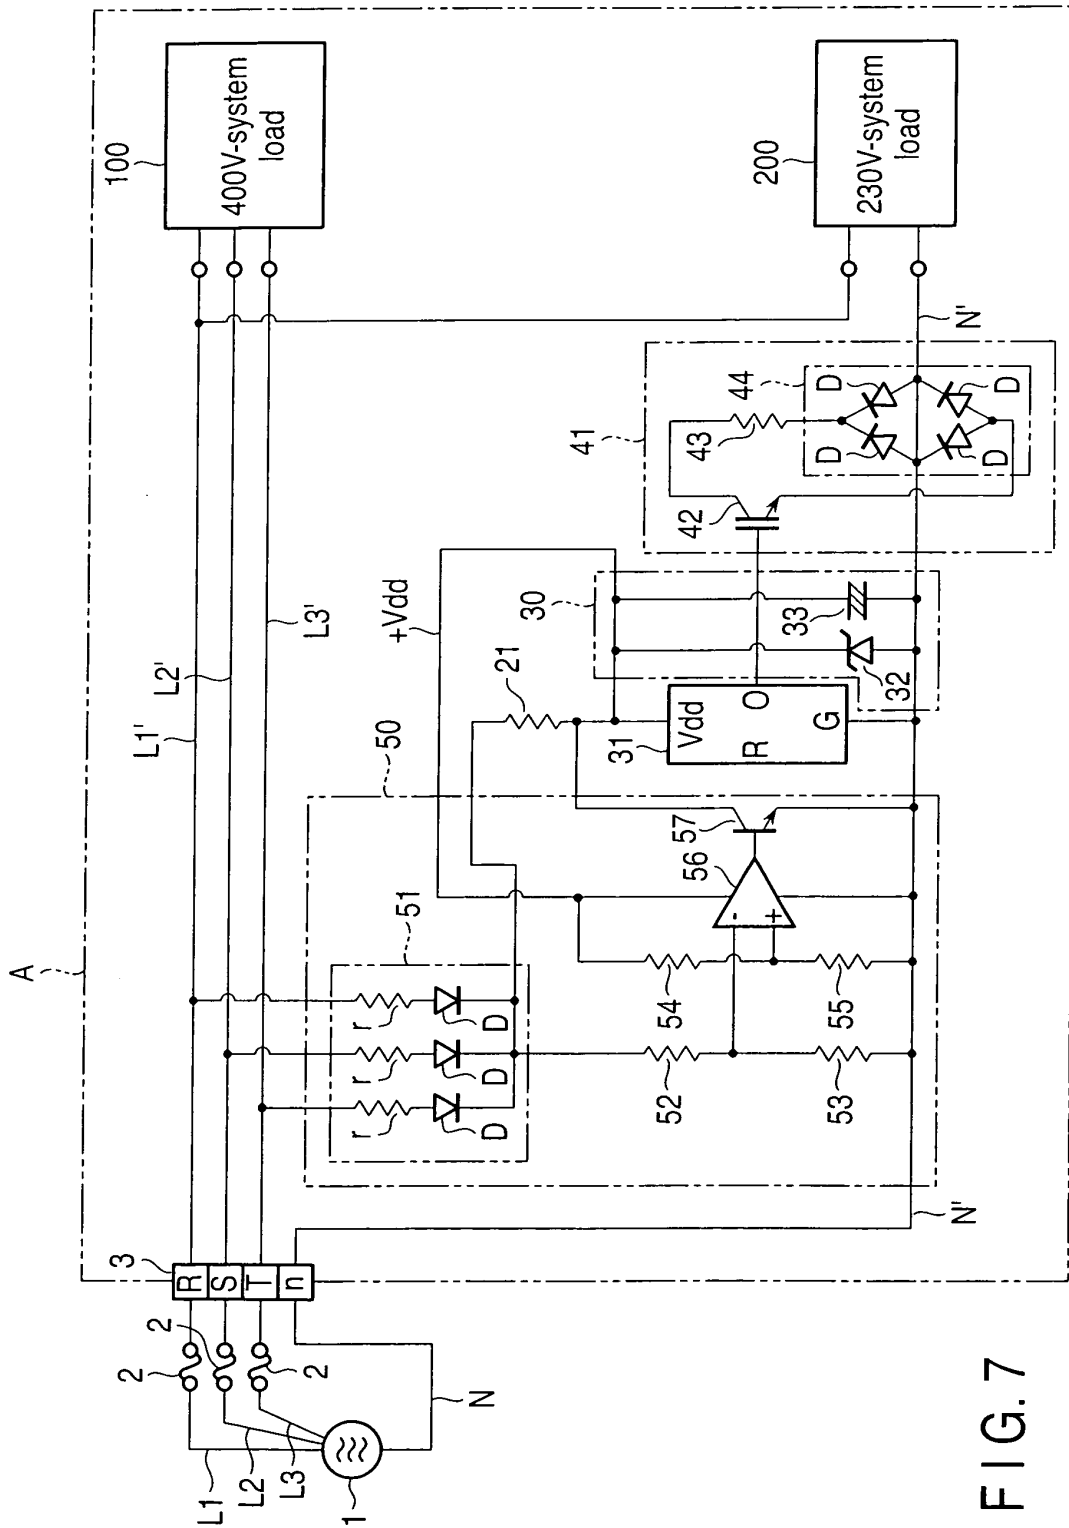 A
L1
L2
L3
1
N
2
2
2
3
R
S
T
n
L1'
L2'
L3'
100
400V-system
load
200
230V-system
load
N'
N'
50
51
r
r
r
D
D
D
52
53
54
55
-
+
56
57
+Vdd
21
30
31
Vdd
R
O
G
32
33
41
42
43
44
D
D
D
D
FIG. 7